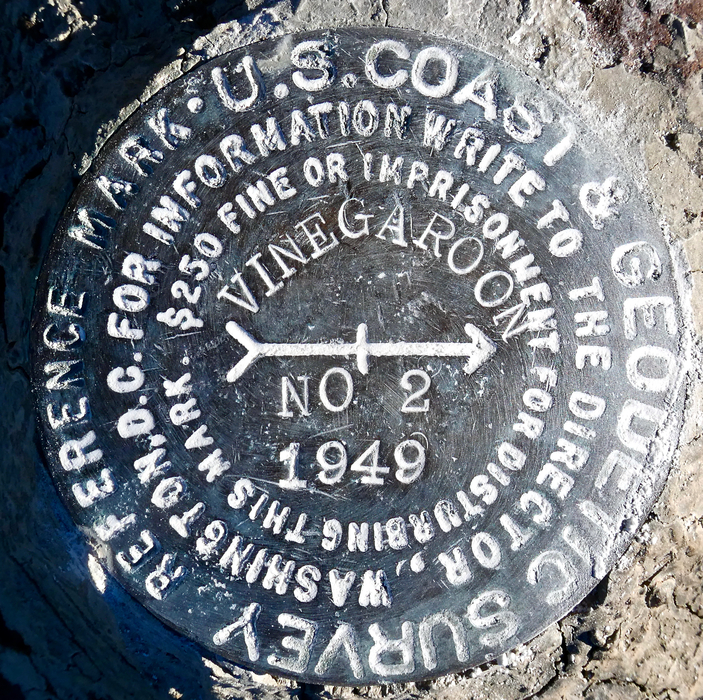 U.S. COAST & GEODETIC SURVEY REFERENCE MARK •
FOR INFORMATION WRITE TO THE DIRECTOR, WASHINGTON, D.C.
$250 FINE OR IMPRISONMENT FOR DISTURBING THIS MARK.
VINEGAROON
NO 2
1949